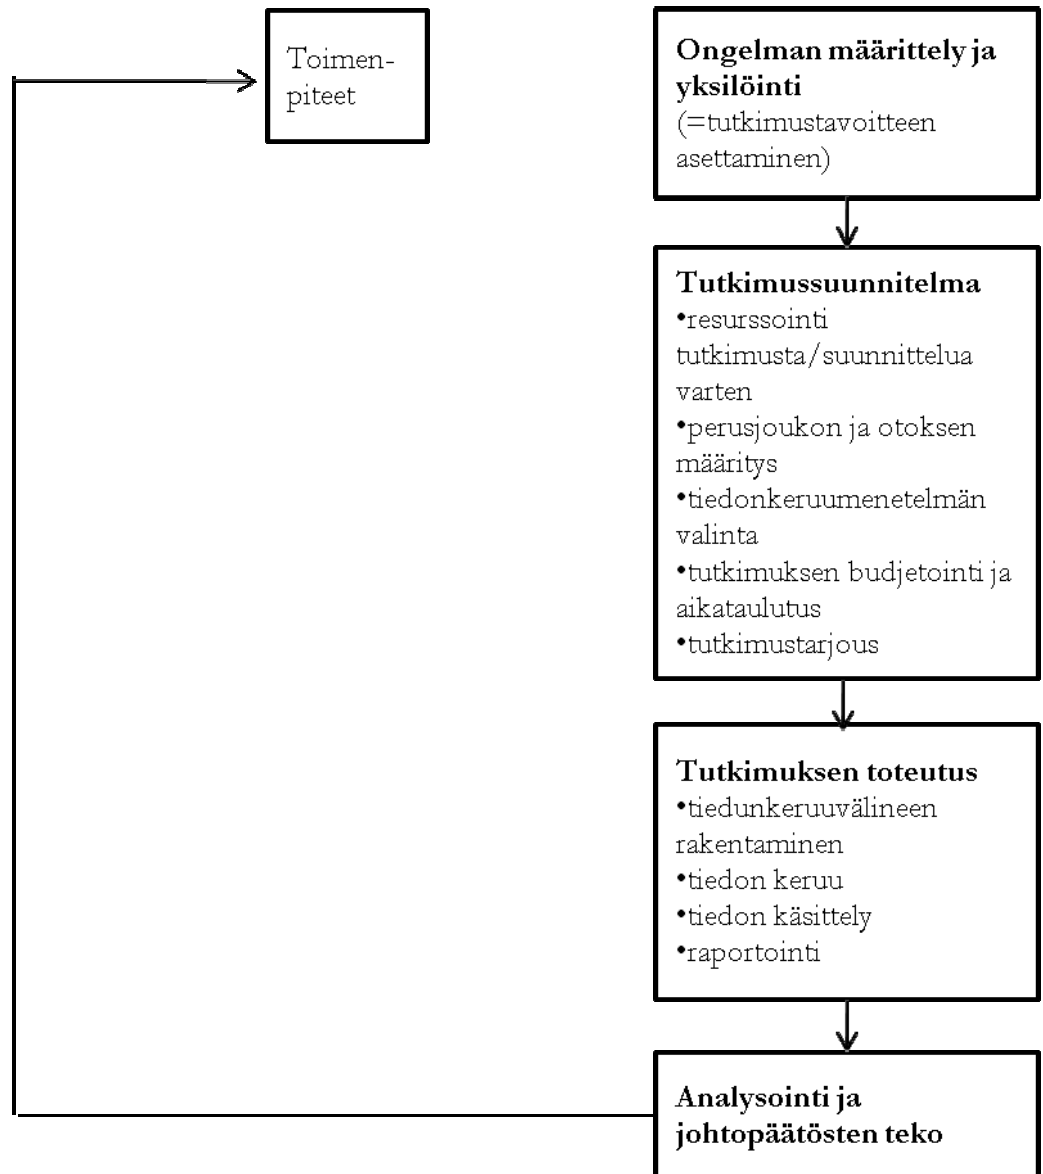 Toimen-
piteet
Ongelman määrittely ja
yksilöinti
(=tutkimustavoitteen
asettaminen)
Tutkimussuunnitelma
•resurssointi
tutkimusta/suunnittelua
varten
•perusjoukon ja otoksen
määritys
•tiedonkeruumenetelmän
valinta
•tutkimuksen budjetointi ja
aikataulutus
•tutkimustarjous
Tutkimuksen toteutus
•tiedunkeruuvälineen
rakentaminen
•tiedon keruu
•tiedon käsittely
•raportointi
Analysointi ja
johtopäätösten teko